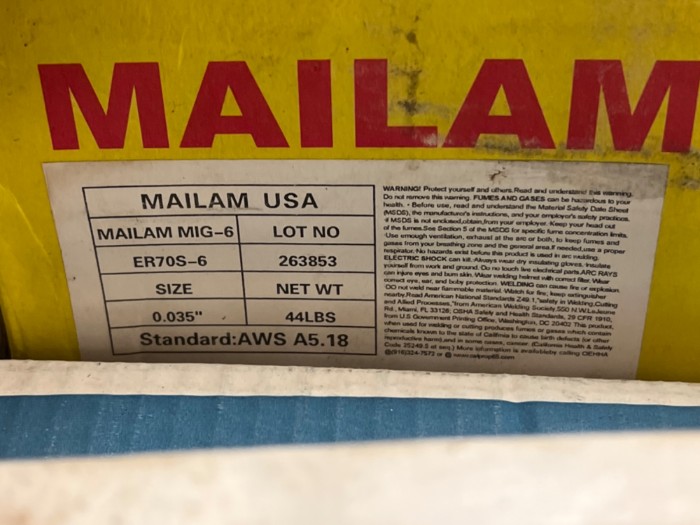 MAILAM
MAILAM USA
MAILAM MIG-6 LOT NO
ER70S-6 263853
SIZE NET WT
0.035" 44LBS
Standard:AWS A5.18
WARNING! Protect yourself and others.Read and understand this warning.
Do not remove this warning. FUMES AND GASES can be hazardous to your
health. • Before use, read and understand the Material Safety Data Sheet
(MSDS), the manufacturer's instructions, and your employer's safety practices.
if MSDS is not enclosed,obtain,from your employer. Keep your head out
of the fumes.See Section 5 of the MSDS for specific fume concentration limits.
Use enough ventilation, exhaust at the arc or both, to keep fumes and
gases from your breathing zone and the general area.If needed,use a proper
respirator. No hazards exist before this product is used in arc welding.
ELECTRIC SHOCK can kill. Always wear dry insulating gloves, insulate
yourself from work and ground. Do no touch live electrical parts.ARC RAYS
can injure eyes and burn skin. Wear welding helmet with correct filter. Wear
correct eye, ear, and body protection. WELDING can cause fire or explosion.
DO not weld near flammable material. Watch for fire, keep extinguisher
nearby.Read American National Standards Z49.1,"safety in Welding,Cutting
and Allied Processes,"from American Welding Society,550 N.W.LeJeune
Rd., Miami, FL 33126; OSHA Safety and Health Standards, 29 CFR 1910,
from U.S Government Printing Office, Washington, DC 20402 This product,
when used for welding or cutting produces fumes or gases which contain
chemicals known to the state of California to cause birth defects (or other
reproductive harm),and in some cases, cancer. (California Health & Safety
Code 25249.5 et seq.) More information is available by calling OEHHA